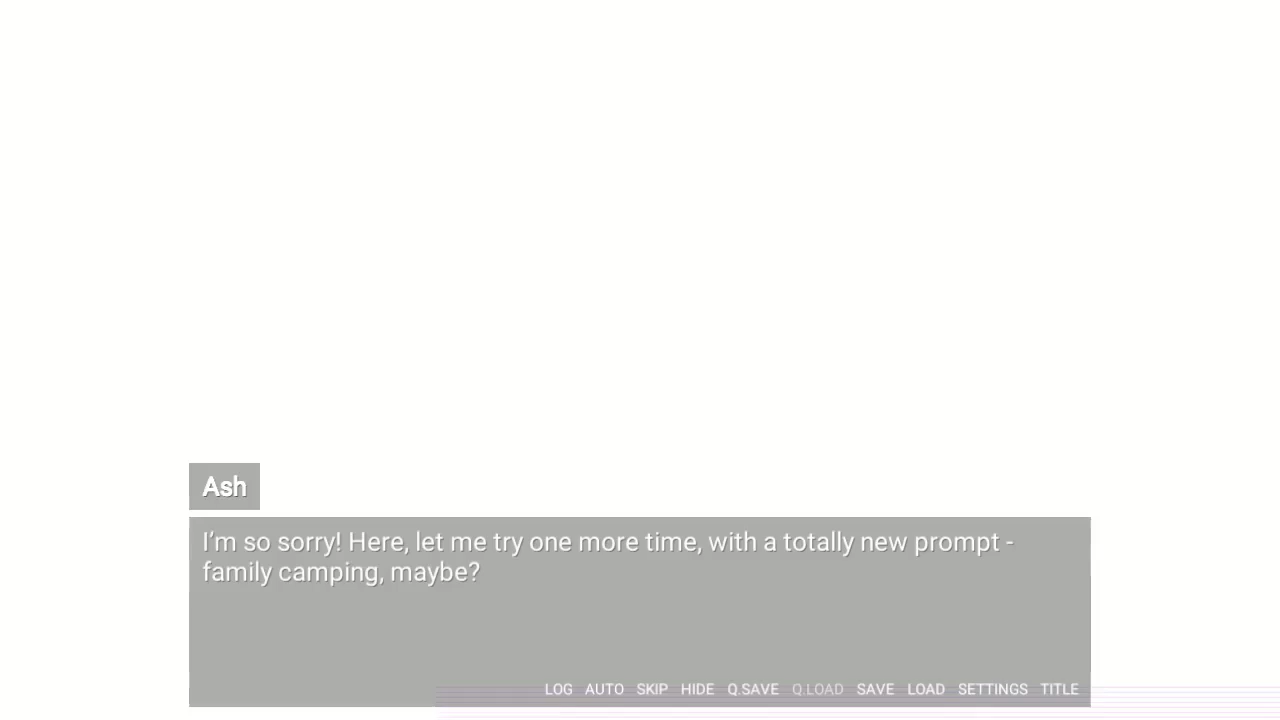 Ash
I'm so sorry! Here, let me try one more time, with a totally new prompt -
family camping, maybe?
LOG AUTO SKIP HIDE Q.SAVE Q.LOAD SAVE LOAD SETTINGS TITLE